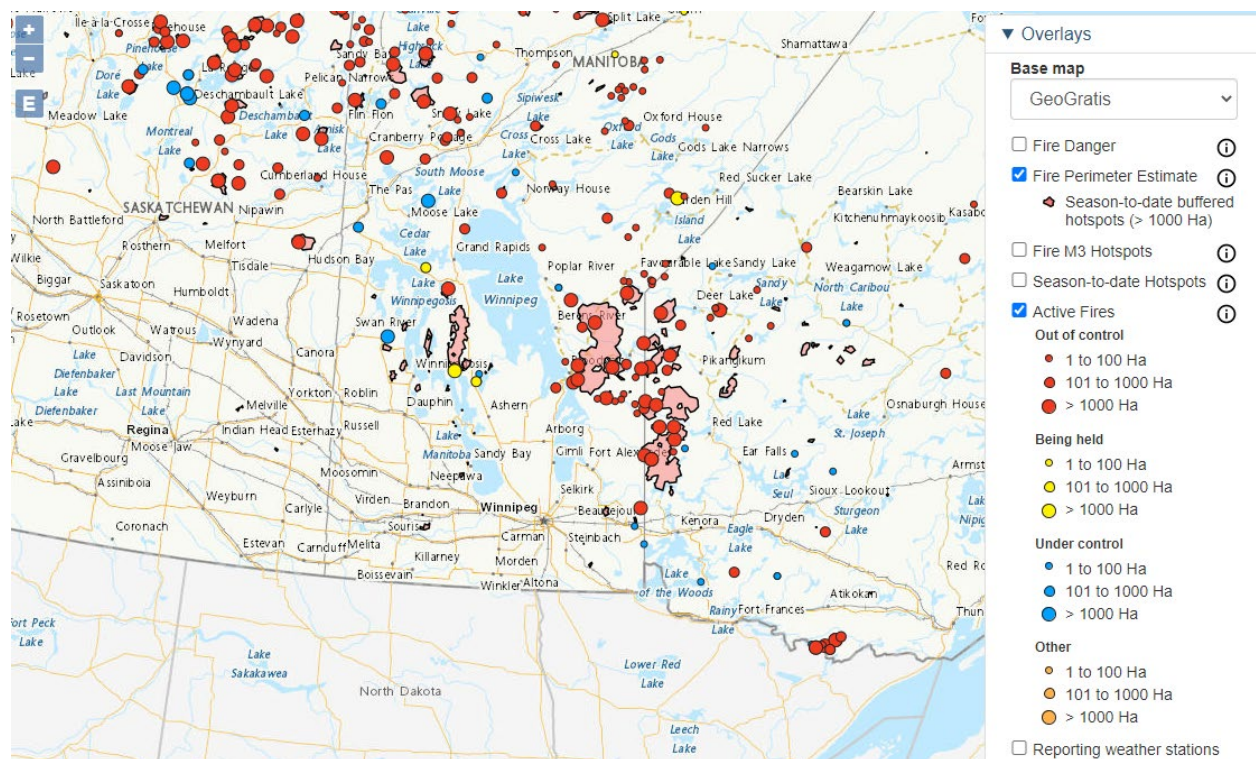 +
−
E
Île-la-Crosse
Pinehouse
Lake
Doré
Lake
La Ronge
Sandy Bay
Highrock
Lake
Split Lake
Thompson
MANITOBA
Shamattawa
Pelican Narrows
Meadow Lake
Deschambault Lake
Deschambault
Lake
Flin Flon
Snow Lake
Sipiwesk
Lake
Oxford House
Oxford
Lake
Montreal
Lake
Amisk
Lake
Cranberry Portage
Cross
Lake
Cross Lake
Gods
Lake
Gods Lake Narrows
Cumberland House
South Moose
Lake
The Pas
Norway House
Red Sucker Lake
SASKATCHEWAN
Nipawin
Moose Lake
Island
Lake
Bearskin Lake
Kitchenuhmaykoosib
Kasabo
North Battleford
Rosthern
Melfort
Cedar
Lake
Grand Rapids
Wilkie
Biggar
Saskatoon
Humboldt
Tisdale
Hudson Bay
Lake
Winnipeg
Poplar River
Favourable Lake
Sandy Lake
Weagamow Lake
Sandy
Lake
North Caribou
Lake
Rosetown
Outlook
Watrous
Wadena
Wynyard
Lake
Winnipegosis
Swan River
Berens River
Deer Lake
Lake
Diefenbaker
Davidson
Canora
Winnipegosis
Bloodvein
Pikangikum
Lake
Diefenbaker
Last Mountain
Lake
Yorkton
Roblin
Dauphin
Ashern
Melville
Lake
St. Joseph
Osnaburgh House
Regina
Indian Head
Esterhazy
Russell
Arborg
Red Lake
Moose Jaw
Gravelbourg
Lake
Manitoba
Sandy Bay
Gimli
Fort Alexander
Ear Falls
Lac
Seul
Armst
Assiniboia
Moosomin
Neepawa
Selkirk
Sioux Lookout
Weyburn
Virden
Brandon
Winnipeg
Beausejour
Sturgeon
Lake
Lak
Nipig
Carlyle
Souris
Carman
Steinbach
Kenora
Eagle
Lake
Dryden
Coronach
Estevan
Carnduff
Melita
Killarney
Morden
Boissevain
Winkler
Altona
Lake
of the Woods
Red Ro
Rainy
Lake
Fort-Frances
Atikokan
Thun
Fort Peck
Lake
Lake
Sakakawea
North Dakota
Lower Red
Lake
Leech
Lake
▼ Overlays
Base map
GeoGratis
Fire Danger
Fire Perimeter Estimate
Season-to-date buffered
hotspots (> 1000 Ha)
Fire M3 Hotspots
Season-to-date Hotspots
Active Fires
Out of control
1 to 100 Ha
101 to 1000 Ha
> 1000 Ha
Being held
1 to 100 Ha
101 to 1000 Ha
> 1000 Ha
Under control
1 to 100 Ha
101 to 1000 Ha
> 1000 Ha
Other
1 to 100 Ha
101 to 1000 Ha
> 1000 Ha
Reporting weather stations